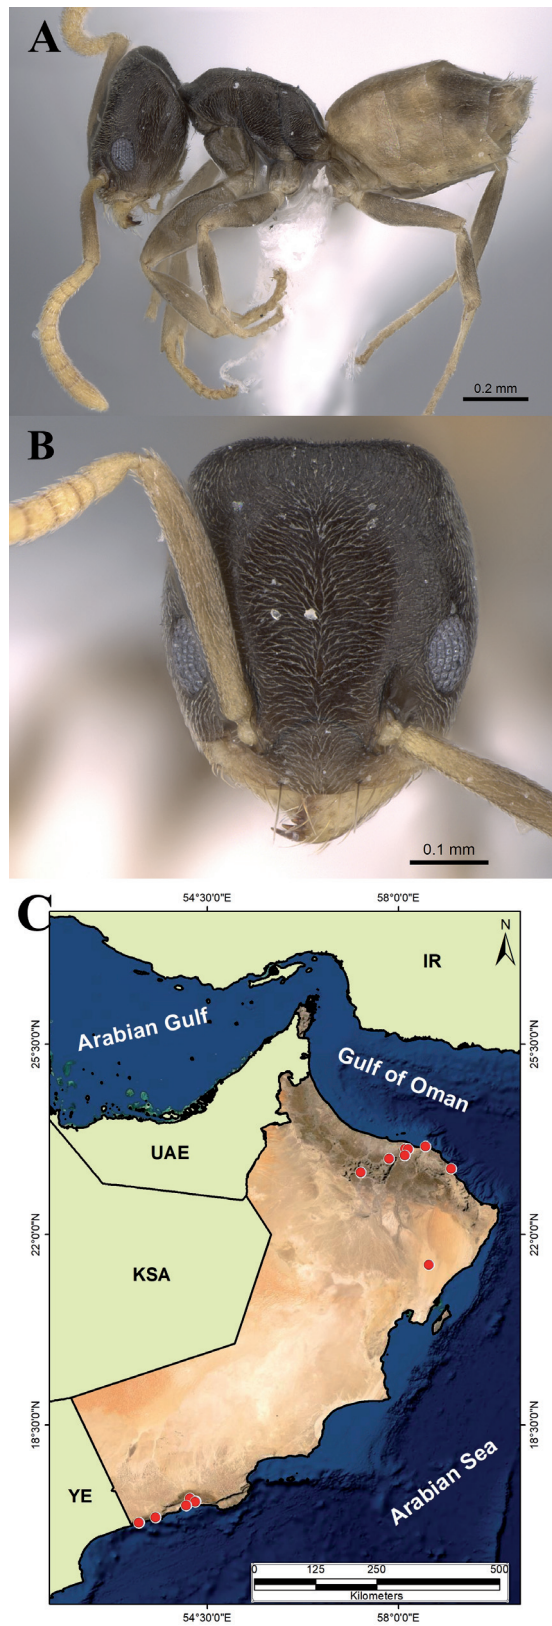 A
0.2 mm
B
0.1 mm
C
54°30'0"E
58°0'0"E
N
IR
Arabian Gulf
Gulf of Oman
25°30'0"N
25°30'0"N
UAE
22°0'0"N
22°0'0"N
KSA
18°30'0"N
18°30'0"N
YE
Arabian Sea
0
125
250
500
Kilometers
54°30'0"E
58°0'0"E